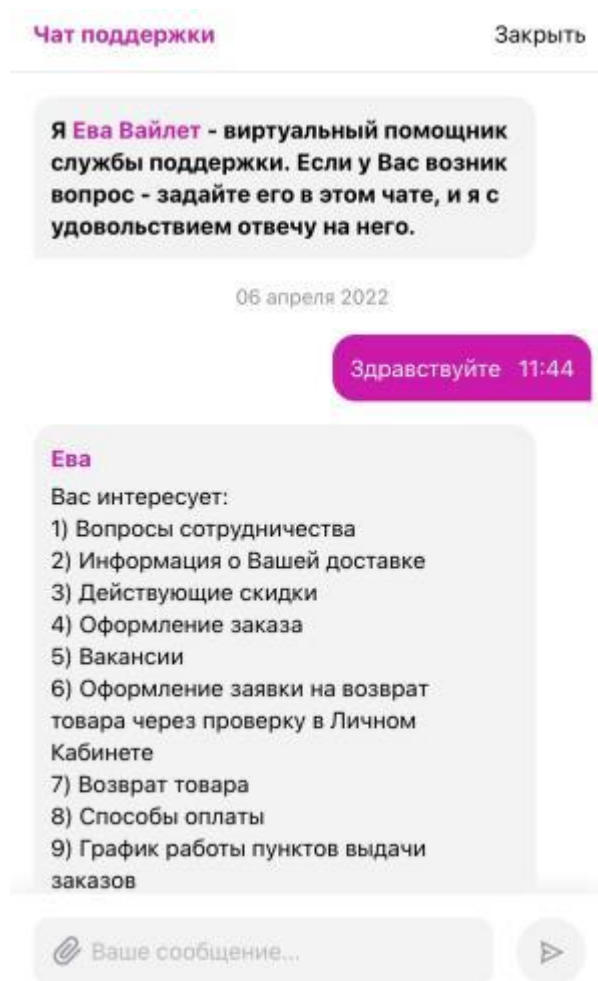 Чат поддержки
Закрыть
Я Ева Вайлет - виртуальный помощник
службы поддержки. Если у Вас возник
вопрос - задайте его в этом чате, и я с
удовольствием отвечу на него.
06 апреля 2022
Здравствуйте 11:44
Ева
Вас интересует:
1) Вопросы сотрудничества
2) Информация о Вашей доставке
3) Действующие скидки
4) Оформление заказа
5) Вакансии
6) Оформление заявки на возврат
товара через проверку в Личном
Кабинете
7) Возврат товара
8) Способы оплаты
9) График работы пунктов выдачи
заказов
Ваше сообщение...